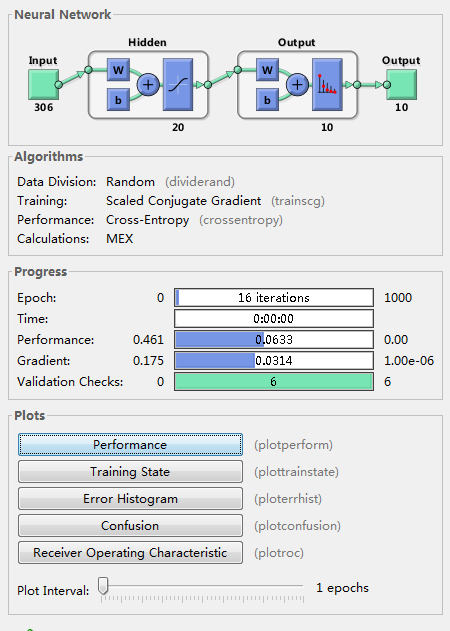 Neural Network
Hidden Output
Input Output
W W
b b
306 10
20 10
Algorithms
Data Division: Random (dividerand)
Training: Scaled Conjugate Gradient (trainscg)
Performance: Cross-Entropy (crossentropy)
Calculations: MEX
Progress
Epoch: 0 16 iterations 1000
Time: 0:00:00
Performance: 0.461 0.0633 0.00
Gradient: 0.175 0.0314 1.00e-06
Validation Checks: 0 6 6
Plots
Performance (plotperform)
Training State (plottrainstate)
Error Histogram (ploterrhist)
Confusion (plotconfusion)
Receiver Operating Characteristic (plotroc)
Plot Interval: 1 epochs